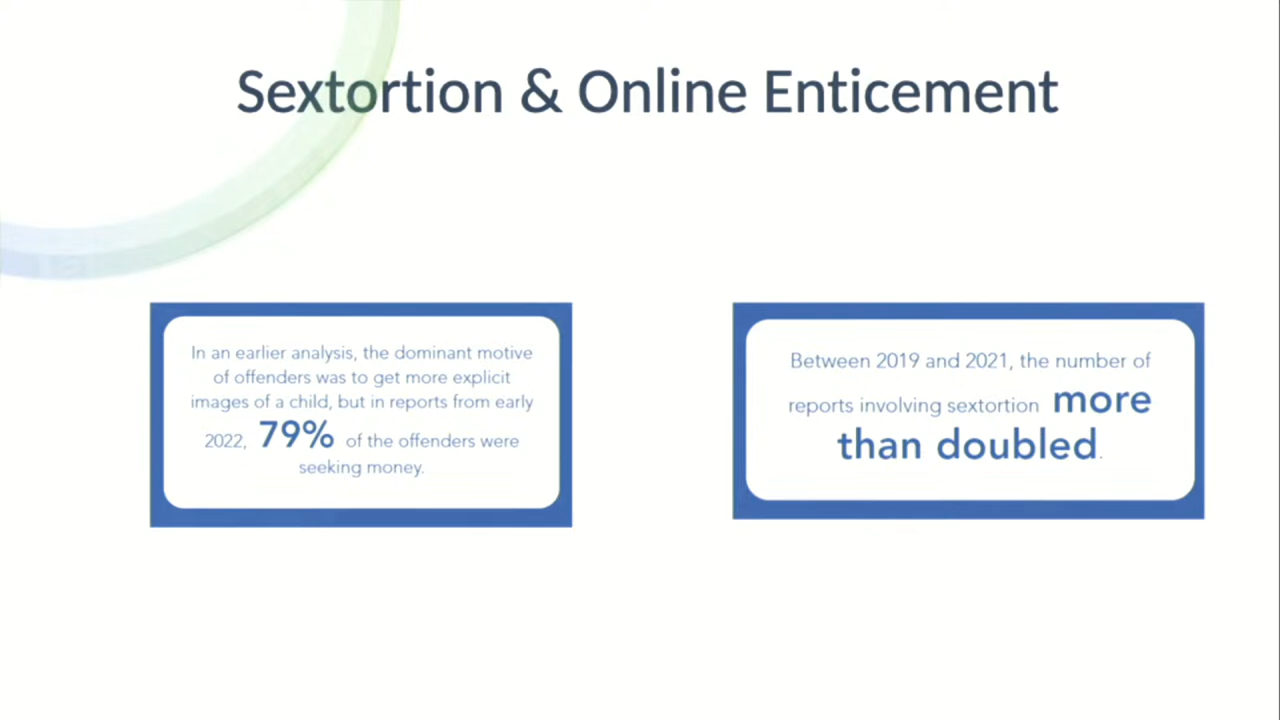 Sextortion & Online Enticement
In an earlier analysis, the dominant motive
of offenders was to get more explicit
images of a child, but in reports from early
2022, 79% of the offenders were
seeking money.
Between 2019 and 2021, the number of
reports involving sextortion more
than doubled.